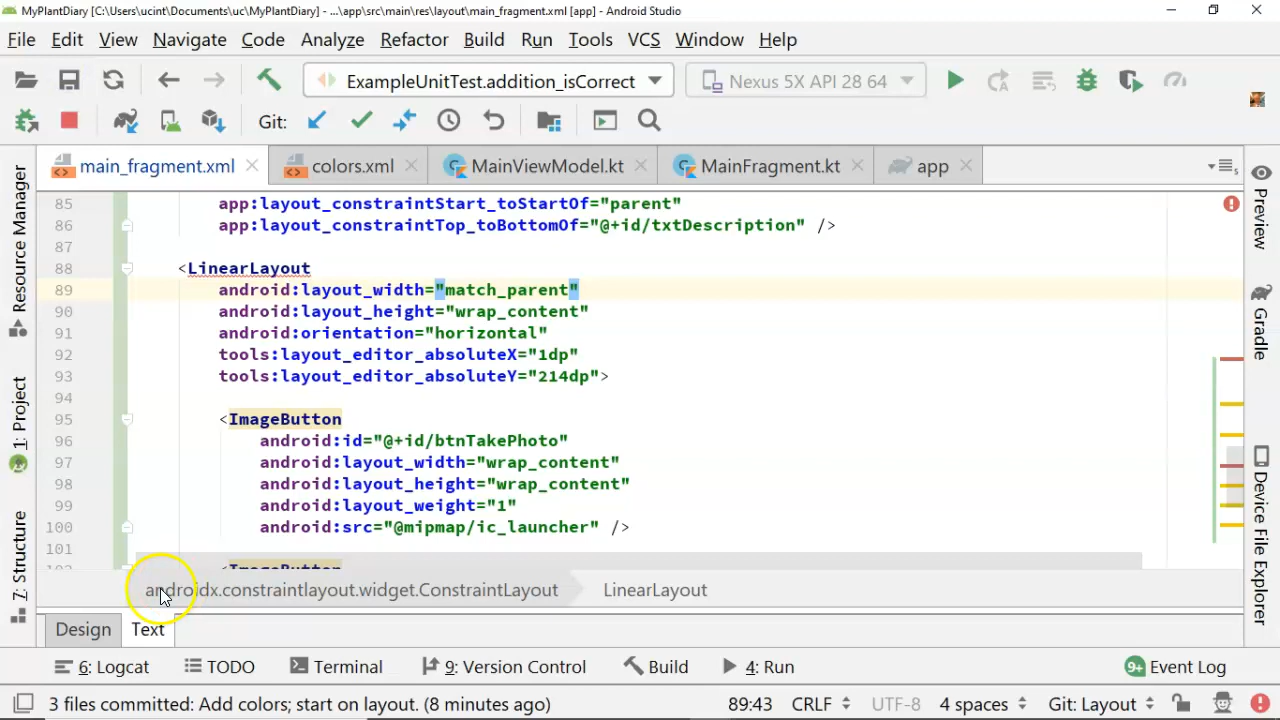 MyPlantDiary [C:\Users\ucint\Documents\uc\MyPlantDiary] - ...\app\src\main\res\layout\main_fragment.xml [app] - Android Studio
File Edit View Navigate Code Analyze Refactor Build Run Tools VCS Window Help
ExampleUnitTest.addition_isCorrect Nexus 5X API 28 64
Git:
main_fragment.xml colors.xml MainViewModel.kt MainFragment.kt app
85 app:layout_constraintStart_toStartOf="parent"
86 app:layout_constraintTop_toBottomOf="@+id/txtDescription" />
87
88 <LinearLayout
89 android:layout_width="match_parent"
90 android:layout_height="wrap_content"
91 android:orientation="horizontal"
92 tools:layout_editor_absoluteX="1dp"
93 tools:layout_editor_absoluteY="214dp">
94
95 <ImageButton
96 android:id="@+id/btnTakePhoto"
97 android:layout_width="wrap_content"
98 android:layout_height="wrap_content"
99 android:layout_weight="1"
100 android:src="@mipmap/ic_launcher" />
101
102 <ImageButton
androidx.constraintlayout.widget.ConstraintLayout LinearLayout
Design Text
6: Logcat TODO Terminal 9: Version Control Build 4: Run 9+ Event Log
3 files committed: Add colors; start on layout. (8 minutes ago) 89:43 CRLF UTF-8 4 spaces Git: Layout
Resource Manager
1: Project
7: Structure
Preview
Gradle
Device File Explorer